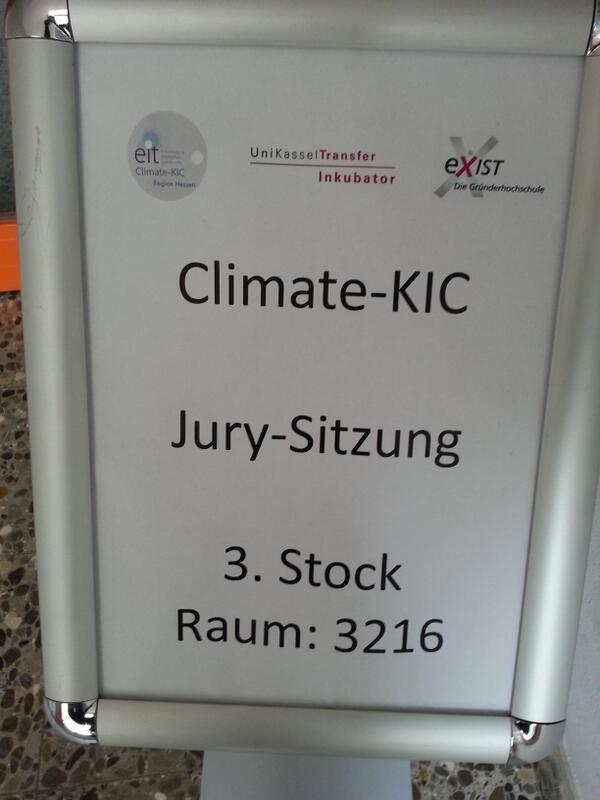 eit
Climate-KIC
Region Hessen
UniKasselTransfer
Inkubator
eXIST
Die Gründerhochschule
Climate-KIC
Jury-Sitzung
3. Stock
Raum: 3216